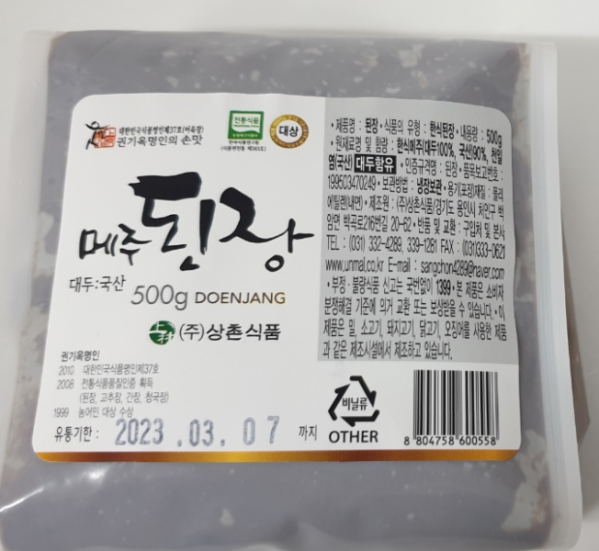 대한민국식품명인제37호(어육장)
권기옥명인의 손맛
전통식품
대상
메주 된장
대두:국산 500g DOENJANG
(주)상촌식품
권기옥명인
2010 대한민국식품명인제37호
2008 전통식품품질인증 획득
(된장, 고추장, 간장, 청국장)
1999 농어민 대상 수상
유통기한 : 2023.03.07 까지
• 제품명 : 된장 • 식품의 유형 : 한식된장 • 내용량 : 500g
• 원재료명 및 함량 : 한식메주(대두100%, 국산)90%, 천일
염(국산) 대두함유 • 인증규격명 : 된장 • 품목보고번호 :
199503470249 • 보관방법 : 냉장보관 • 용기(포장)재질 : 폴리
에틸렌(내면) • 제조원 : (주)상촌식품/경기도 용인시 처인구 백
암면 박곡로216번길 20-62 • 반품 및 교환 : 구입처 및 본사
TEL : (031) 332-4289, 339-1281 FAX : (031)333-0621
www.unmal.co.kr E-mail : sangchon4289@naver.com
• 부정 · 불량식품 신고는 국번없이 1399 • 본 제품은 소비자
분쟁해결 기준에 의거 교환 또는 보상받을 수 있습니다. • 이
제품은 밀, 소고기, 돼지고기, 닭고기, 오징어를 사용한 제품
과 같은 제조시설에서 제조하고 있습니다.
비닐류
OTHER
8 804758 600558